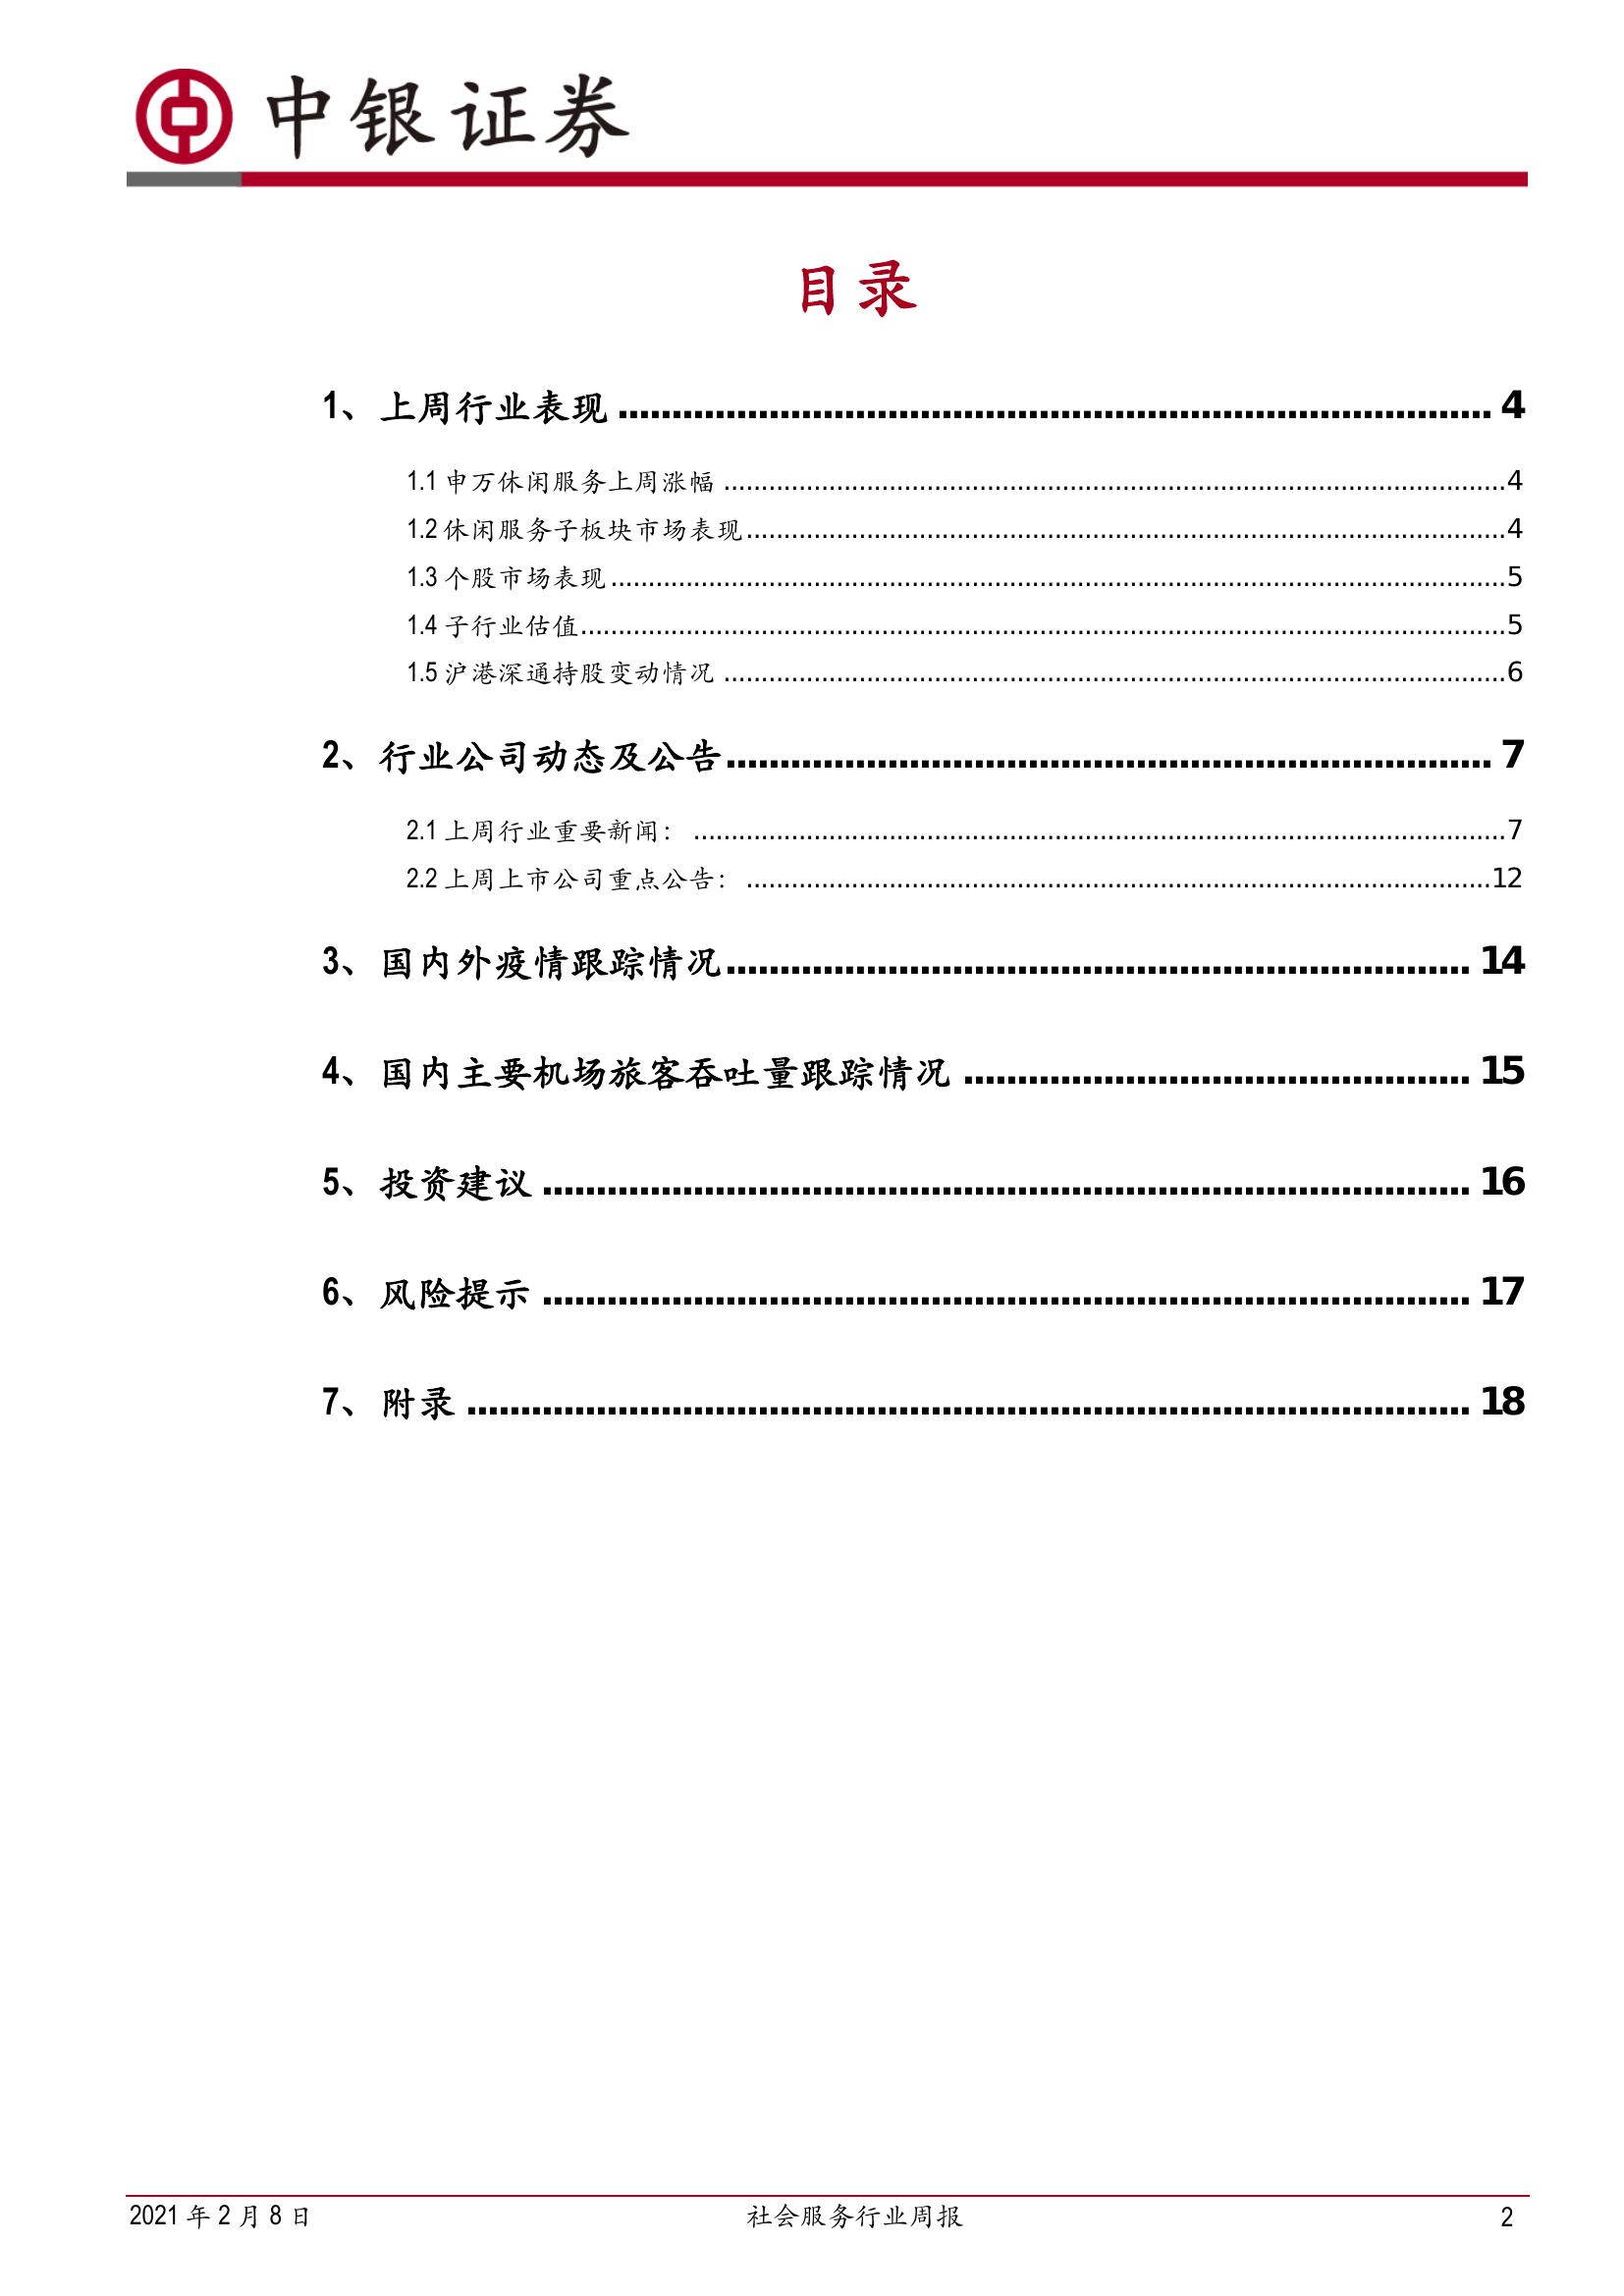 中银证券
目录
1、上周行业表现 ........ 4
1.1 申万休闲服务上周涨幅 ........ 4
1.2 休闲服务子板块市场表现 ........ 4
1.3 个股市场表现 ........ 5
1.4 子行业估值 ........ 5
1.5 沪港深通持股变动情况 ........ 6
2、行业公司动态及公告 ........ 7
2.1 上周行业重要新闻： ........ 7
2.2 上周上市公司重点公告： ........ 12
3、国内外疫情跟踪情况 ........ 14
4、国内主要机场旅客吞吐量跟踪情况 ........ 15
5、投资建议 ........ 16
6、风险提示 ........ 17
7、附录 ........ 18
2021 年 2 月 8 日 社会服务行业周报 2